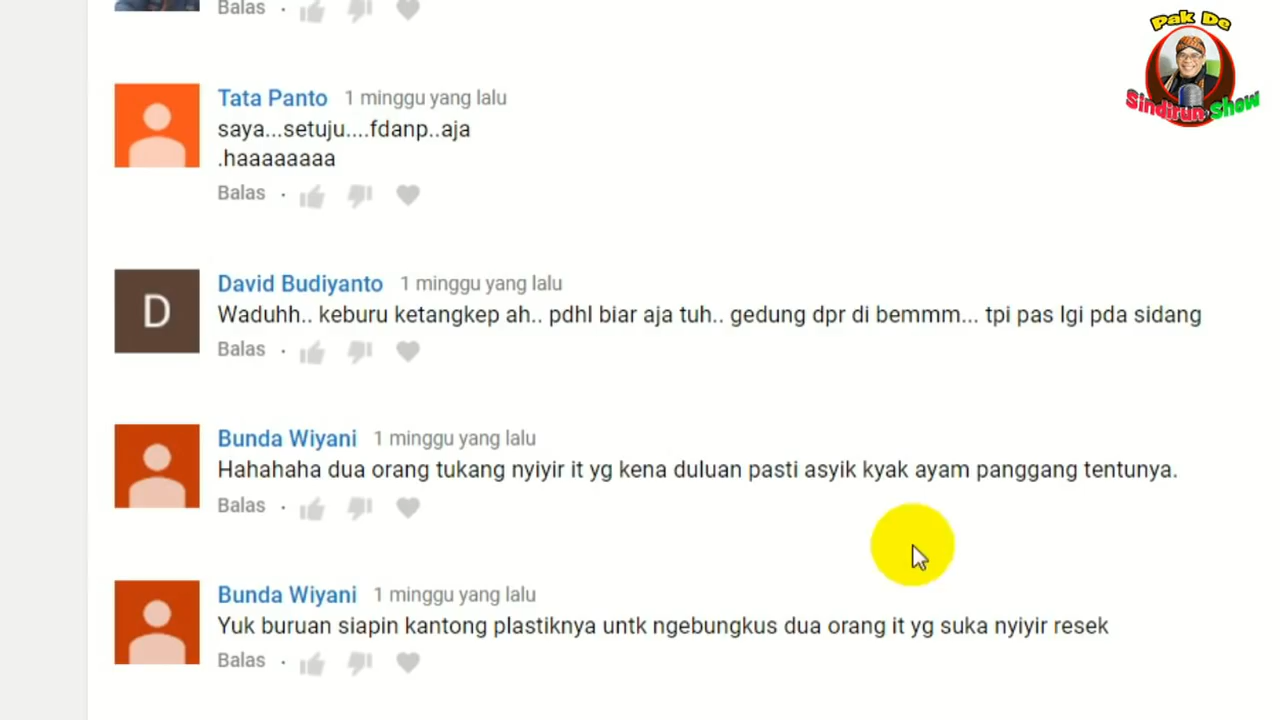 Balas
Pak De
Sindirun Show
Tata Panto 1 minggu yang lalu
saya...setuju....fdanp..aja
.haaaaaaaa
Balas
D
David Budiyanto 1 minggu yang lalu
Waduhh.. keburu ketangkep ah.. pdhl biar aja tuh.. gedung dpr di bemmm... tpi pas lgi pda sidang
Balas
Bunda Wiyani 1 minggu yang lalu
Hahahaha dua orang tukang nyiyir it yg kena duluan pasti asyik kyak ayam panggang tentunya.
Balas
Bunda Wiyani 1 minggu yang lalu
Yuk buruan siapin kantong plastiknya untk ngebungkus dua orang it yg suka nyiyir resek
Balas